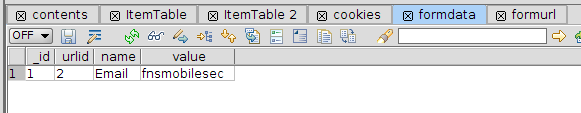 contents ItemTable ItemTable 2 cookies formdata formurl
OFF
_id urlid name value
1 1 2 Email fnsmobilesec